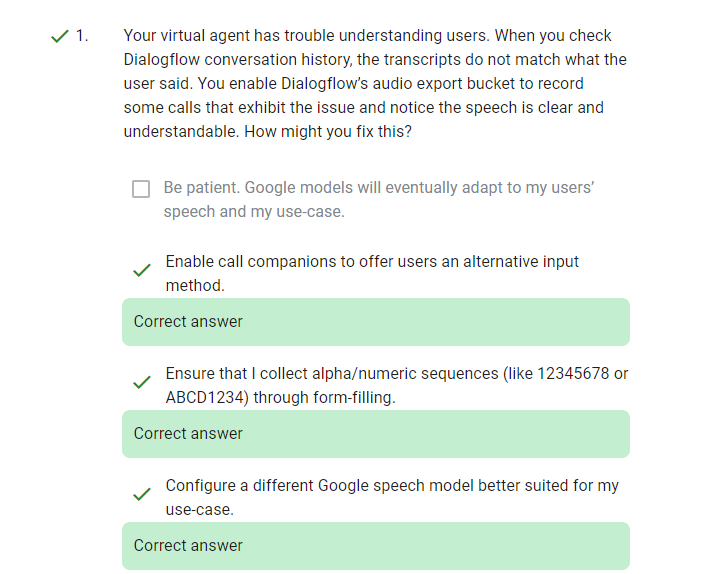 1. Your virtual agent has trouble understanding users. When you check
Dialogflow conversation history, the transcripts do not match what the
user said. You enable Dialogflow’s audio export bucket to record
some calls that exhibit the issue and notice the speech is clear and
understandable. How might you fix this?
Be patient. Google models will eventually adapt to my users’
speech and my use-case.
Enable call companions to offer users an alternative input
method.
Correct answer
Ensure that I collect alpha/numeric sequences (like 12345678 or
ABCD1234) through form-filling.
Correct answer
Configure a different Google speech model better suited for my
use-case.
Correct answer